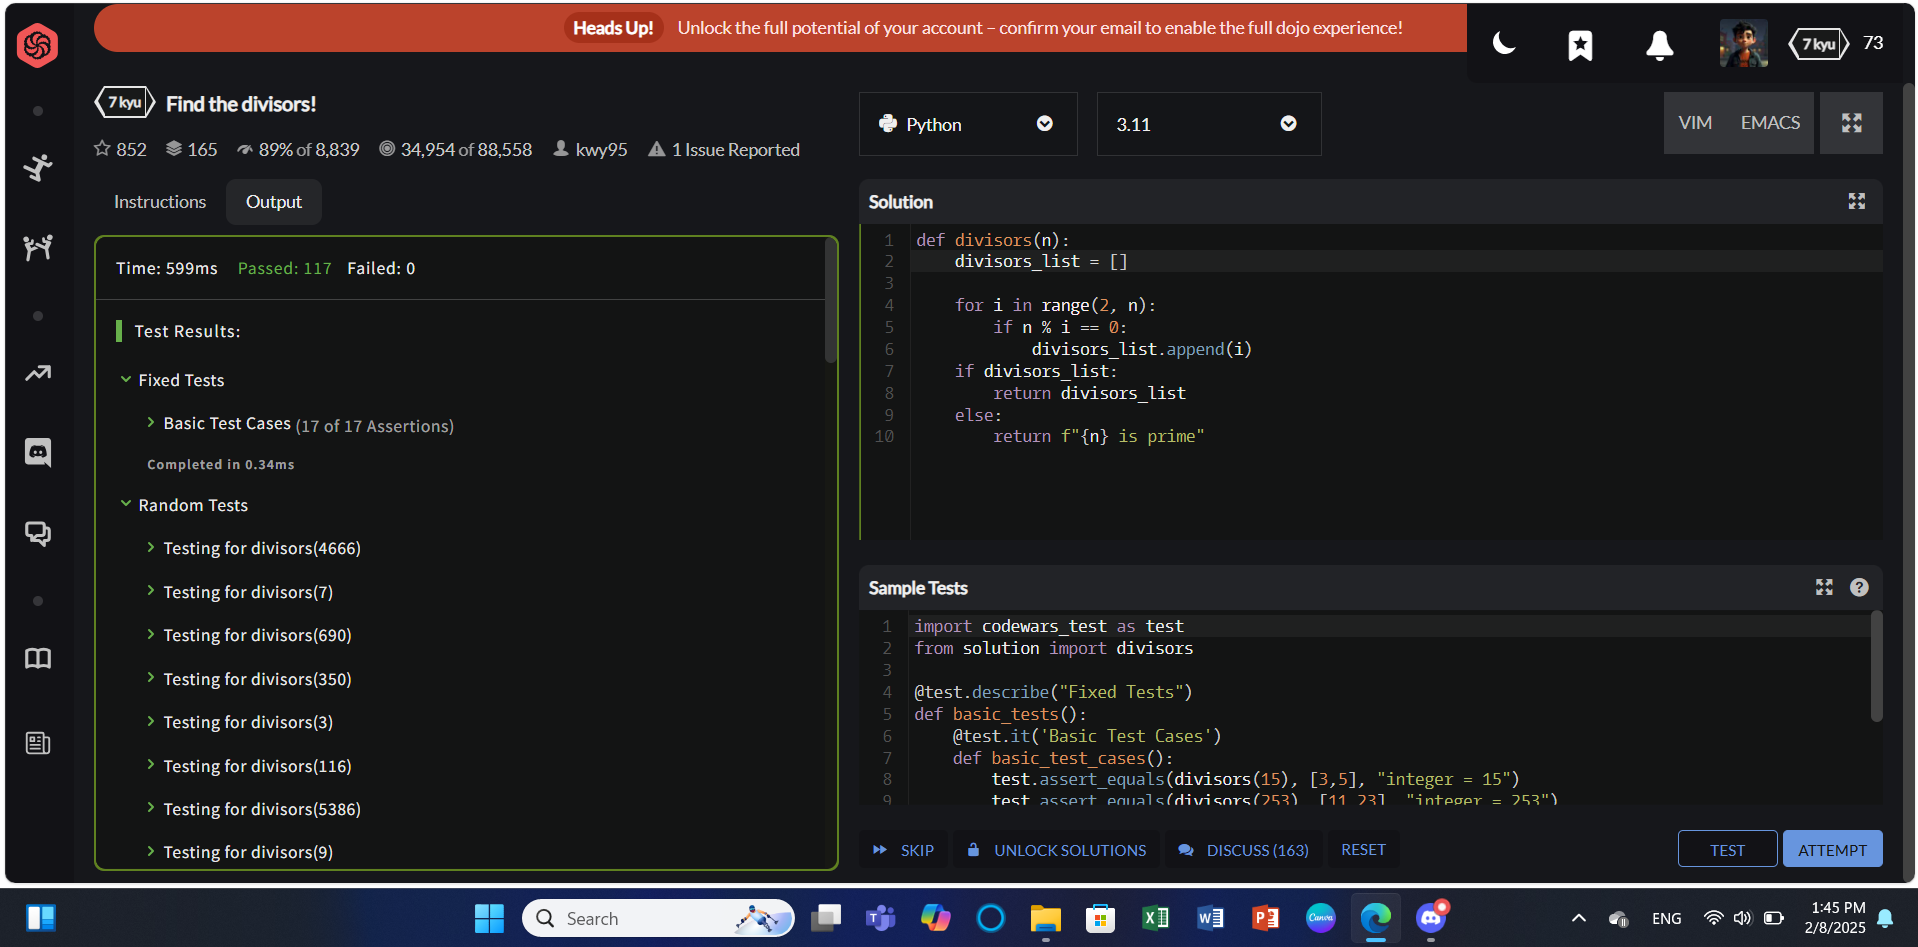 Heads Up! Unlock the full potential of your account – confirm your email to enable the full dojo experience!
7 kyu 73
7 kyu Find the divisors!
852 165 89% of 8,839 34,954 of 88,558 kwy95 1 Issue Reported
Python
3.11
VIM EMACS
Instructions Output
Time: 599ms Passed: 117 Failed: 0
Test Results:
Fixed Tests
Basic Test Cases (17 of 17 Assertions)
Completed in 0.34ms
Random Tests
Testing for divisors(4666)
Testing for divisors(7)
Testing for divisors(690)
Testing for divisors(350)
Testing for divisors(3)
Testing for divisors(116)
Testing for divisors(5386)
Testing for divisors(9)
Solution
1 def divisors(n):
2     divisors_list = []
3
4     for i in range(2, n):
5         if n % i == 0:
6             divisors_list.append(i)
7     if divisors_list:
8         return divisors_list
9     else:
10         return f"{n} is prime"
Sample Tests
?
1 import codewars_test as test
2 from solution import divisors
3
4 @test.describe("Fixed Tests")
5 def basic_tests():
6     @test.it('Basic Test Cases')
7     def basic_test_cases():
8         test.assert_equals(divisors(15), [3,5], "integer = 15")
9         test.assert_equals(divisors(253), [11,23], "integer = 253")
SKIP UNLOCK SOLUTIONS DISCUSS (163) RESET TEST ATTEMPT
Search
Canva
ENG
1:45 PM
2/8/2025